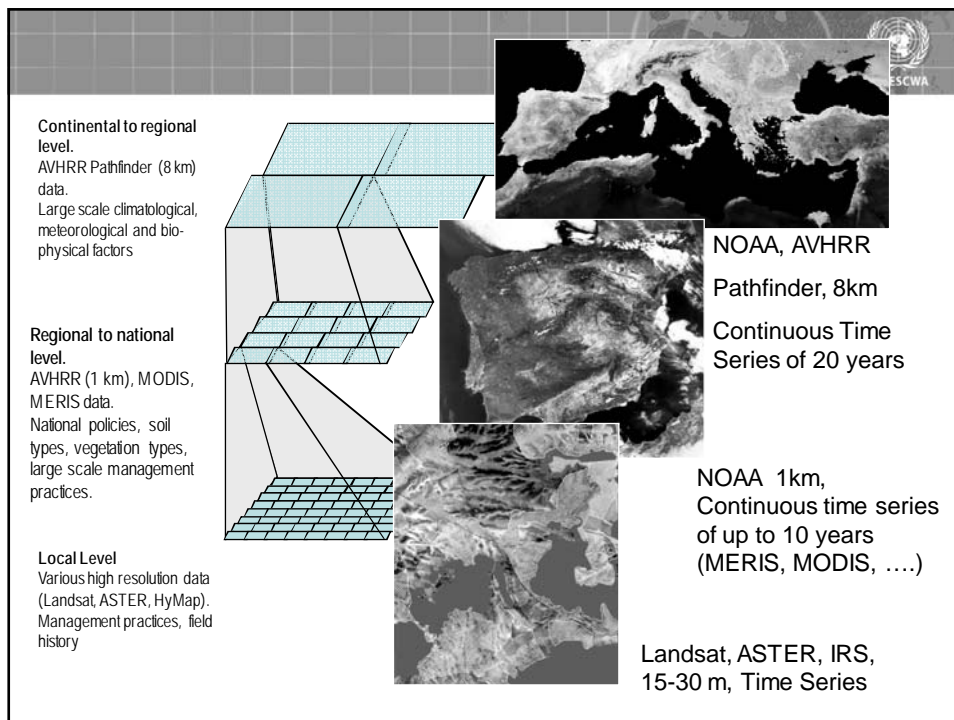 ESCWA
Continental to regional
level.
AVHRR Pathfinder (8 km)
data.
Large scale climatological,
meteorological and bio-
physical factors
NOAA, AVHRR
Pathfinder, 8km
Continuous Time
Series of 20 years
Regional to national
level.
AVHRR (1 km), MODIS,
MERIS data.
National policies, soil
types, vegetation types,
large scale management
practices.
NOAA 1km,
Continuous time series
of up to 10 years
(MERIS, MODIS, ….)
Local Level
Various high resolution data
(Landsat, ASTER, HyMap).
Management practices, field
history
Landsat, ASTER, IRS,
15-30 m, Time Series